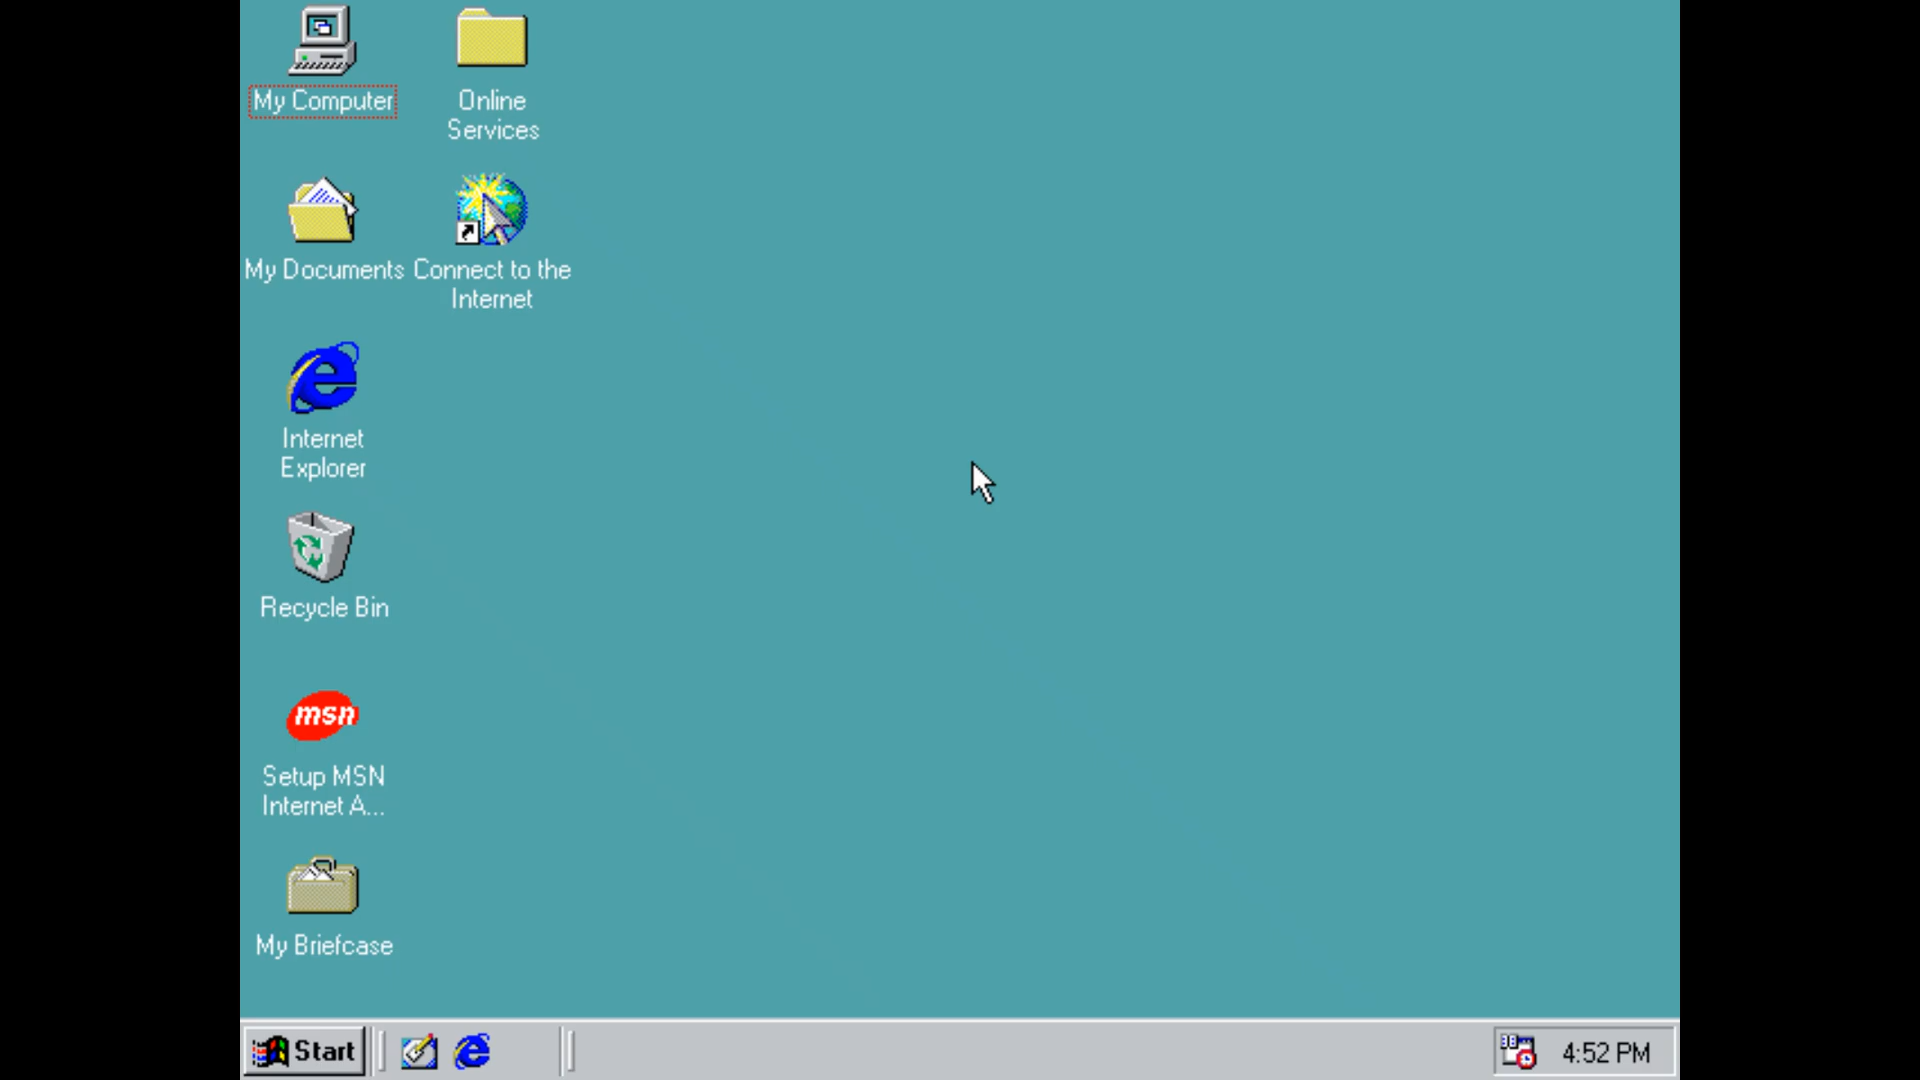 My Computer
Online
Services
My Documents
Connect to the
Internet
Internet
Explorer
Recycle Bin
msn
Setup MSN
Internet A...
My Briefcase
Start
4:52 PM